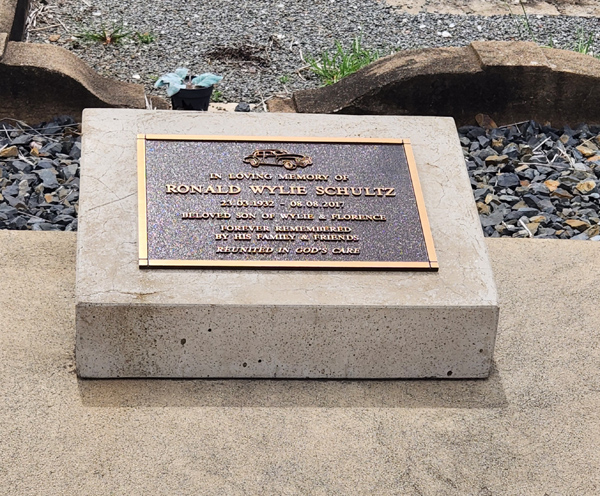 IN LOVING MEMORY OF
RONALD WYLIE SCHULTZ
23.03.1932 - 08.08.2017
BELOVED SON OF WYLIE & FLORENCE
FOREVER REMEMBERED
BY HIS FAMILY & FRIENDS.
REUNITED IN GOD'S CARE